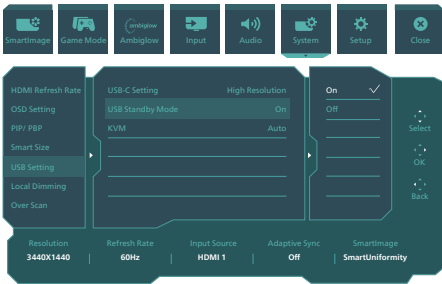 SmartImage Game Mode Ambiglow Input Audio System Setup Close
ambiglow
HDMI Refresh Rate
OSD Setting
PIP/ PBP
Smart Size
USB Setting
Local Dimming
Over Scan
USB-C Setting High Resolution
USB Standby Mode On
KVM Auto
On
Off
Select
OK
Back
Resolution Refresh Rate Input Source Adaptive Sync SmartImage
3440X1440 | 60Hz | HDMI 1 | Off | SmartUniformity